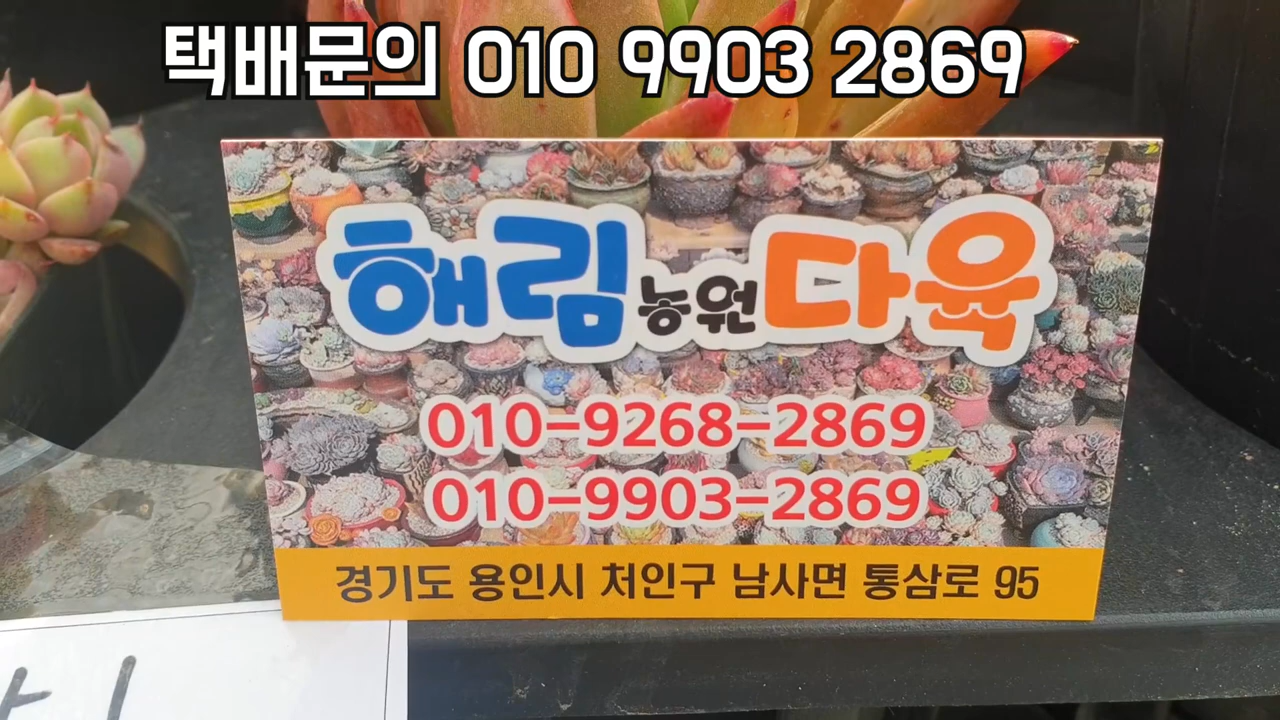 택배문의 010 9903 2869
해림농원다육
010-9268-2869
010-9903-2869
경기도 용인시 처인구 남사면 통삼로 95